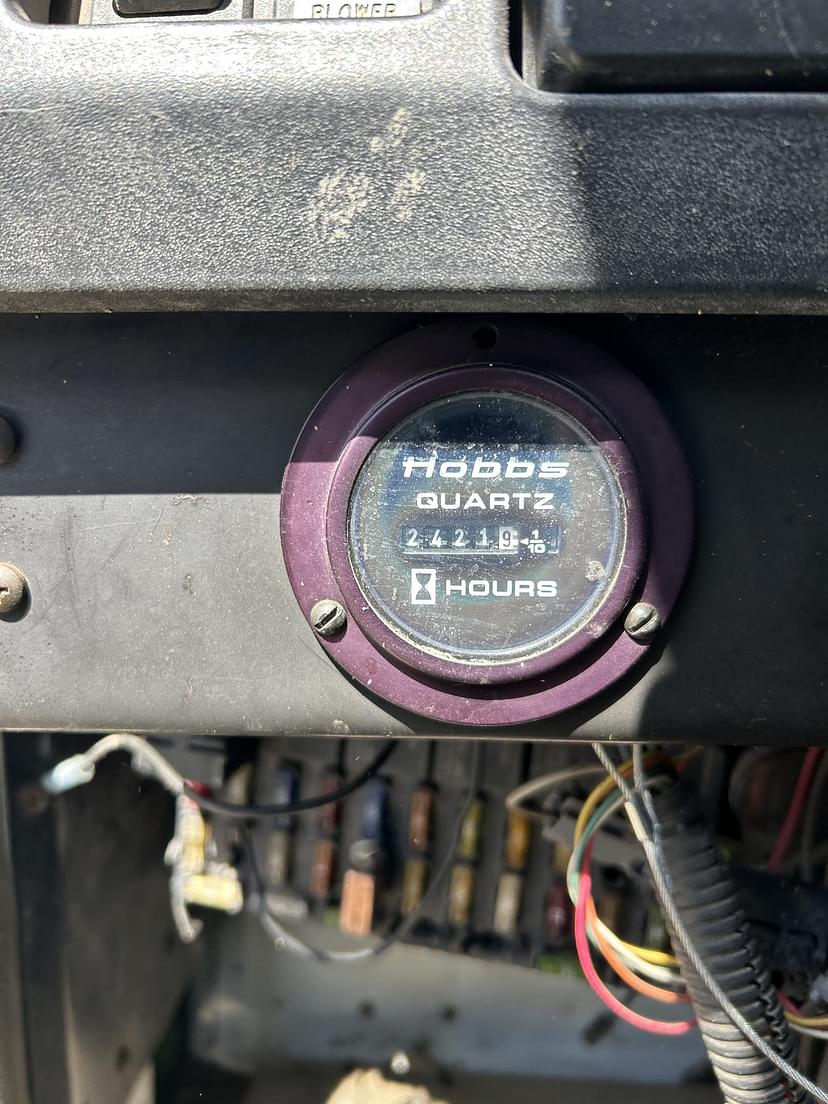 BLOWER
Hobbs
QUARTZ
24219 1/10
HOURS